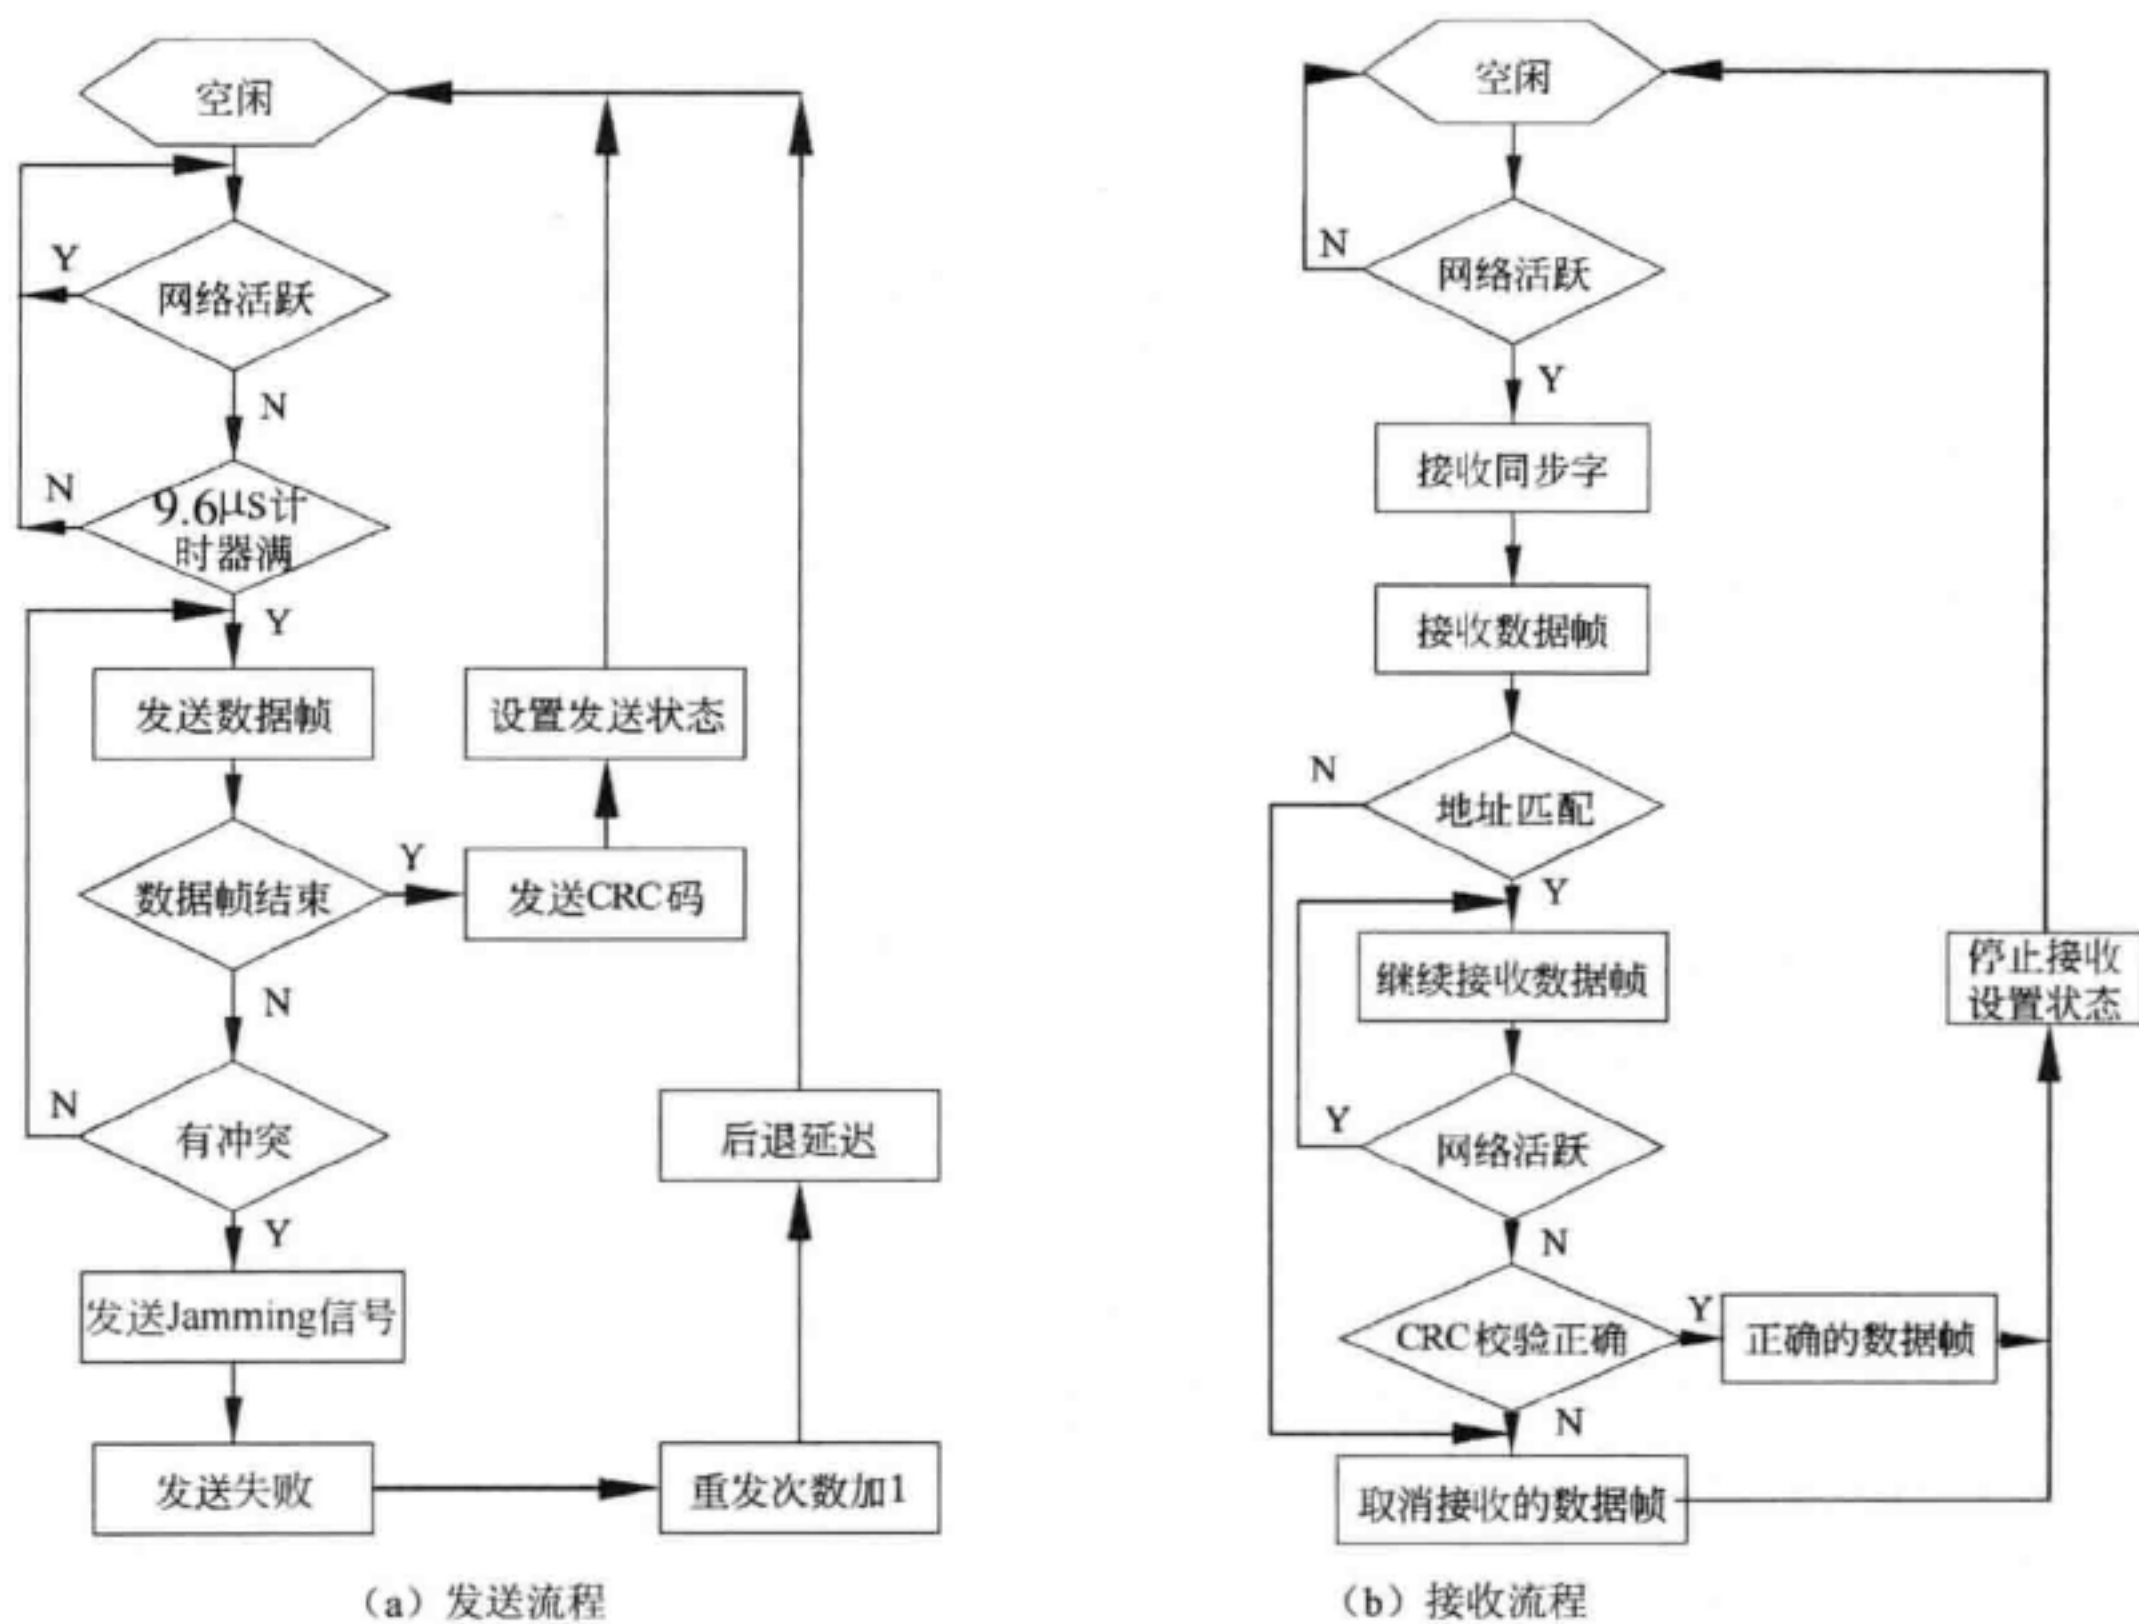 空闲
Y
网络活跃
N
N
9.6μs计
时器满
Y
发送数据帧
设置发送状态
数据帧结束
Y
发送CRC码
N
N
有冲突
后退延迟
Y
发送Jamming信号
发送失败
重发次数加1
(a) 发送流程
空闲
N
网络活跃
Y
接收同步字
接收数据帧
N
地址匹配
Y
继续接收数据帧
停止接收
设置状态
Y
网络活跃
N
CRC校验正确
Y
正确的数据帧
N
取消接收的数据帧
(b) 接收流程